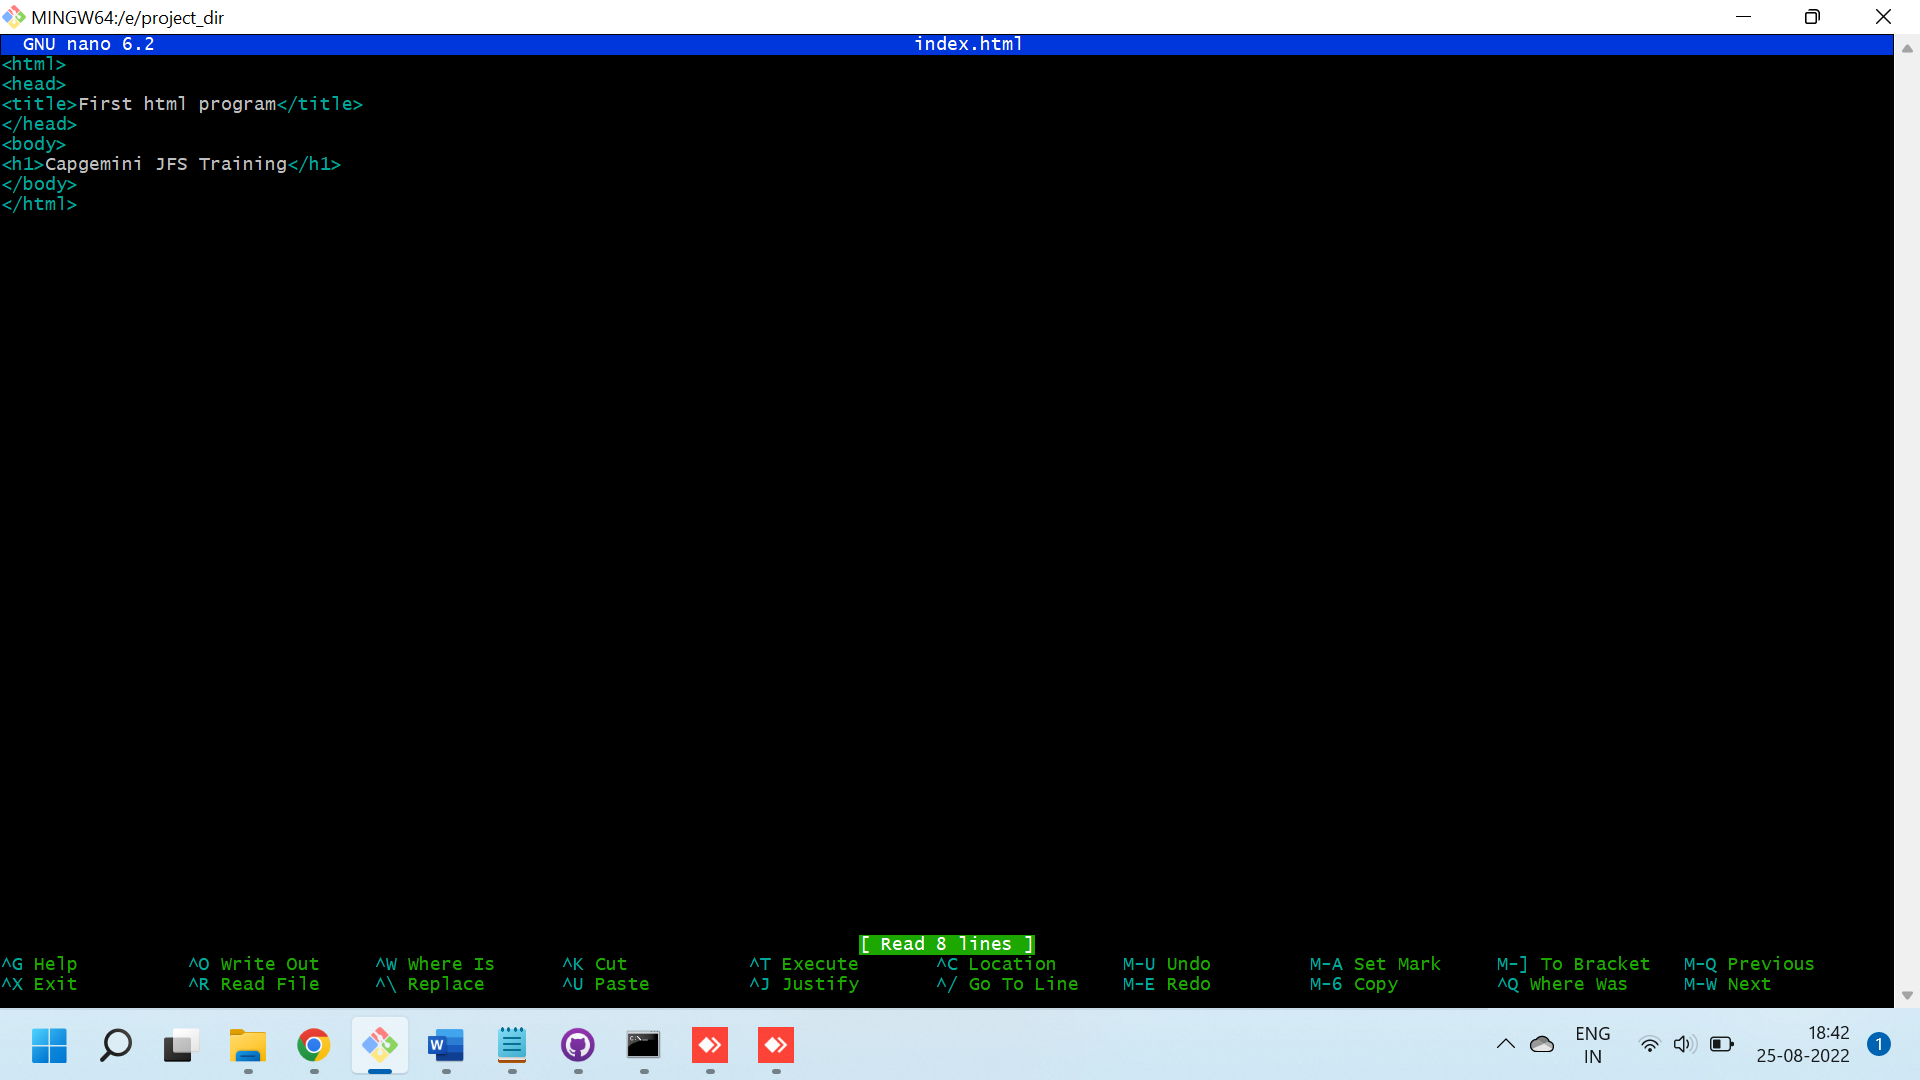 MINGW64:/e/project_dir
GNU nano 6.2 index.html
<html>
<head>
<title>First html program</title>
</head>
<body>
<h1>Capgemini JFS Training</h1>
</body>
</html>
[ Read 8 lines ]
^G Help ^O Write Out ^W Where Is ^K Cut ^T Execute ^C Location M-U Undo M-A Set Mark M-] To Bracket M-Q Previous
^X Exit ^R Read File ^\ Replace ^U Paste ^J Justify ^/ Go To Line M-E Redo M-6 Copy ^Q Where Was M-W Next
ENG 18:42
IN 25-08-2022 1
W
C:\_